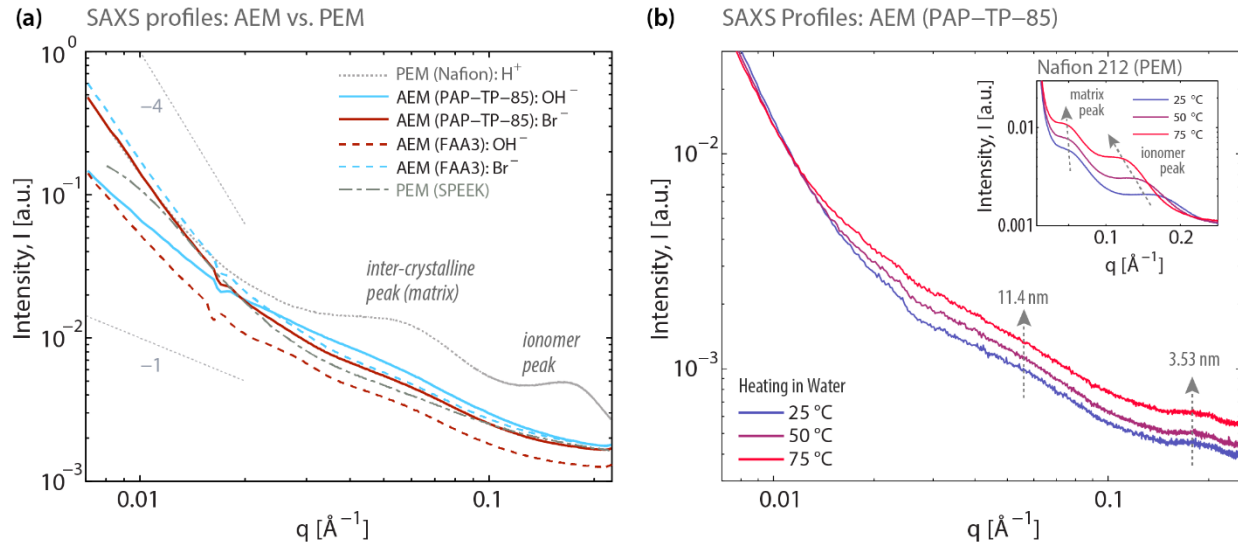 (a) SAXS profiles: AEM vs. PEM
10⁰
10⁻¹
10⁻²
10⁻³
Intensity, I [a.u.]
−4
−1
PEM (Nafion): H⁺
AEM (PAP−TP−85): OH⁻
AEM (PAP−TP−85): Br⁻
AEM (FAA3): OH⁻
AEM (FAA3): Br⁻
PEM (SPEEK)
inter-crystalline
peak (matrix)
ionomer
peak
0.01 0.1
q [Å⁻¹]
(b) SAXS Profiles: AEM (PAP−TP−85)
10⁻²
10⁻³
Intensity, I [a.u.]
Nafion 212 (PEM)
matrix
peak
25 °C
50 °C
75 °C
ionomer
peak
0.01
0.001
Intensity, I [a.u.]
0.1 0.2
q [Å⁻¹]
11.4 nm
3.53 nm
Heating in Water
25 °C
50 °C
75 °C
0.01 0.1
q [Å⁻¹]